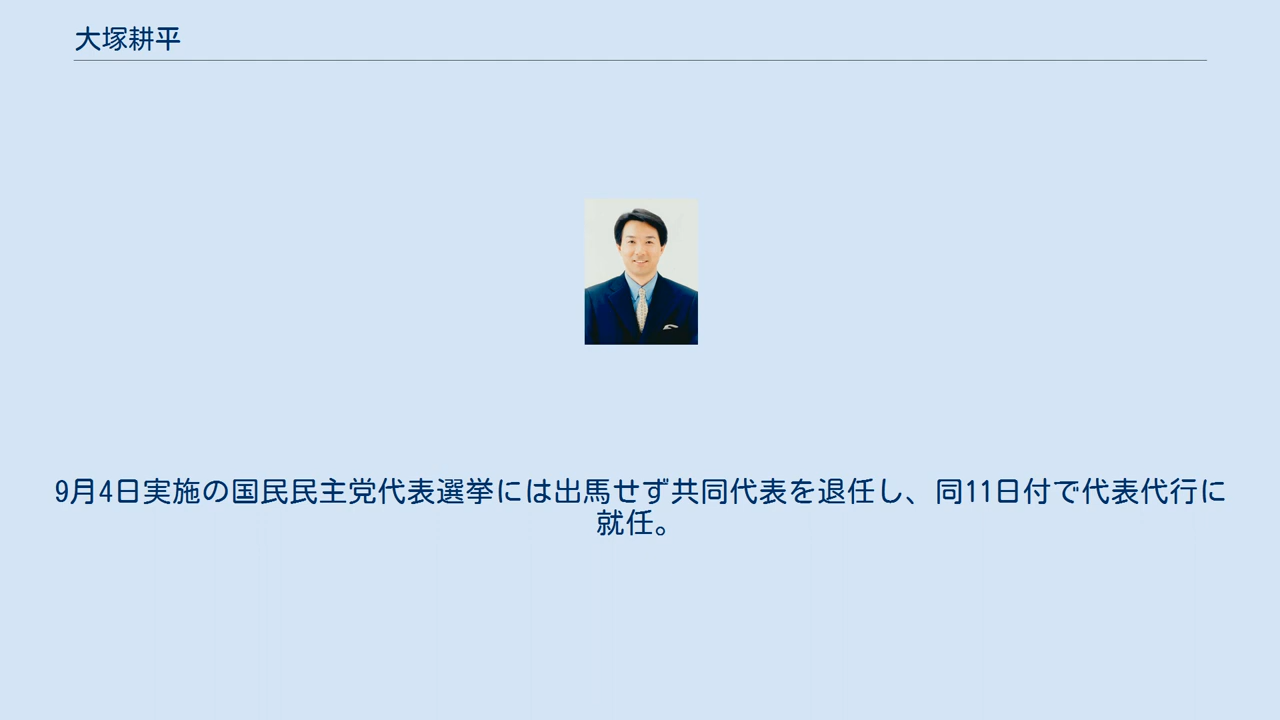 大塚耕平
9月4日実施の国民民主党代表選挙には出馬せず共同代表を退任し、同11日付で代表代行に
就任。